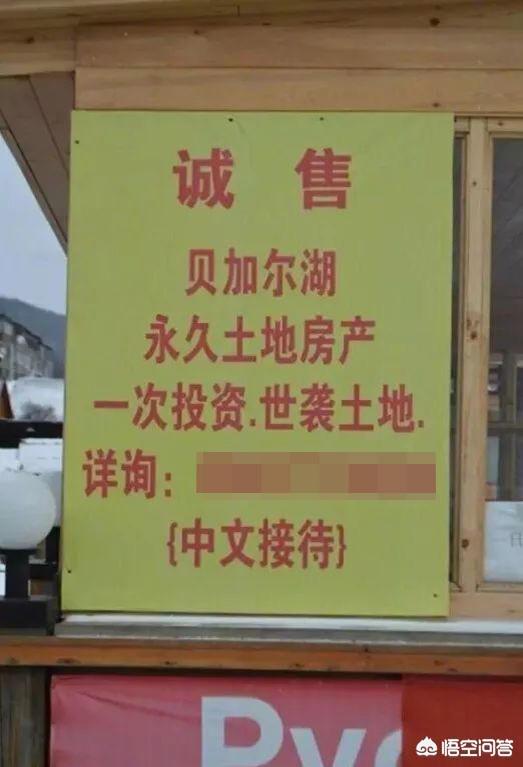 诚 售
贝加尔湖
永久土地房产
一次投资.世袭土地.
详询：
{中文接待}
Рус
悟空问答